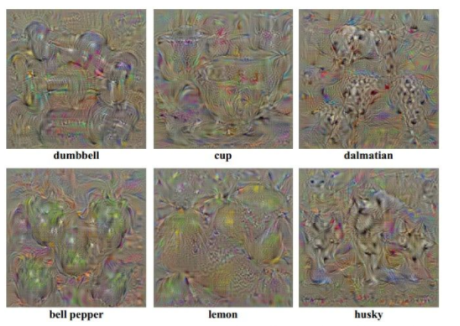 dumbbell
cup
dalmatian
bell pepper
lemon
husky